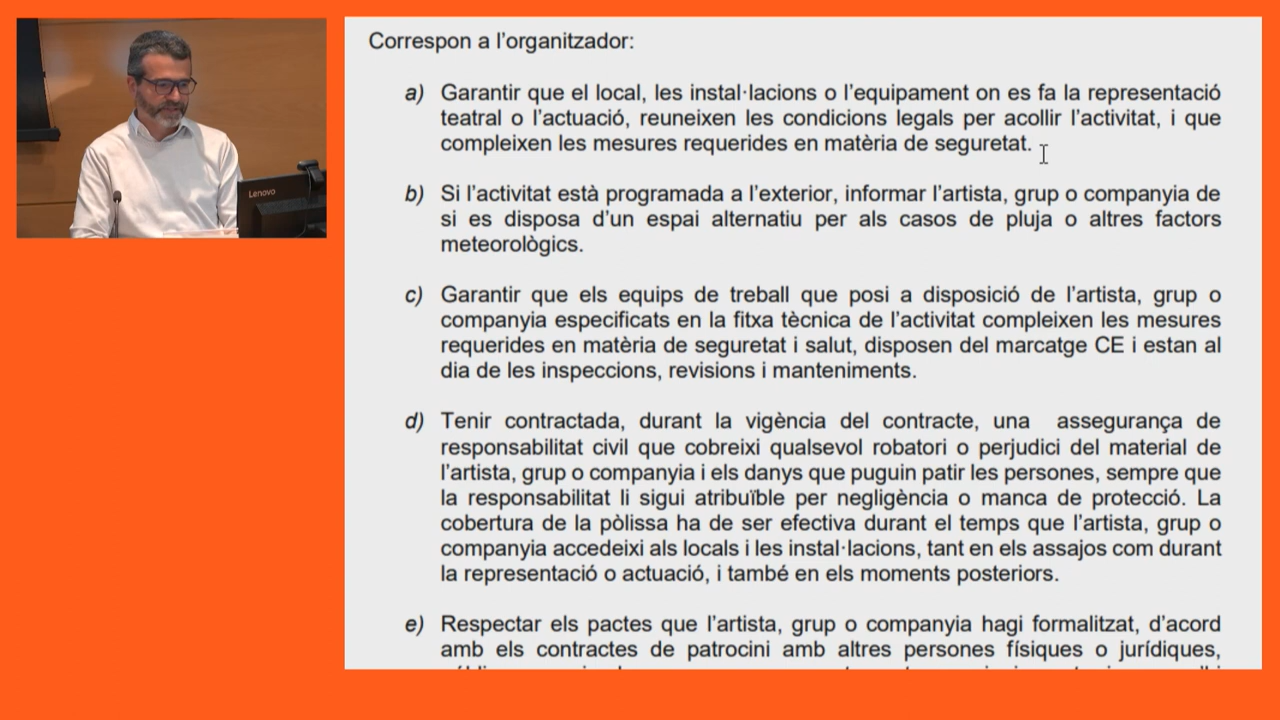 Lenovo
Correspon a l’organitzador:
a) Garantir que el local, les instal·lacions o l’equipament on es fa la representació
teatral o l’actuació, reuneixen les condicions legals per acollir l’activitat, i que
compleixen les mesures requerides en matèria de seguretat.
b) Si l’activitat està programada a l’exterior, informar l’artista, grup o companyia de
si es disposa d’un espai alternatiu per als casos de pluja o altres factors
meteorològics.
c) Garantir que els equips de treball que posi a disposició de l’artista, grup o
companyia especificats en la fitxa tècnica de l’activitat compleixen les mesures
requerides en matèria de seguretat i salut, disposen del marcatge CE i estan al
dia de les inspeccions, revisions i manteniments.
d) Tenir contractada, durant la vigència del contracte, una assegurança de
responsabilitat civil que cobreixi qualsevol robatori o perjudici del material de
l’artista, grup o companyia i els danys que puguin patir les persones, sempre que
la responsabilitat li sigui atribuïble per negligència o manca de protecció. La
cobertura de la pòlissa ha de ser efectiva durant el temps que l’artista, grup o
companyia accedeixi als locals i les instal·lacions, tant en els assajos com durant
la representació o actuació, i també en els moments posteriors.
e) Respectar els pactes que l’artista, grup o companyia hagi formalitzat, d’acord
amb els contractes de patrocini amb altres persones físiques o jurídiques,